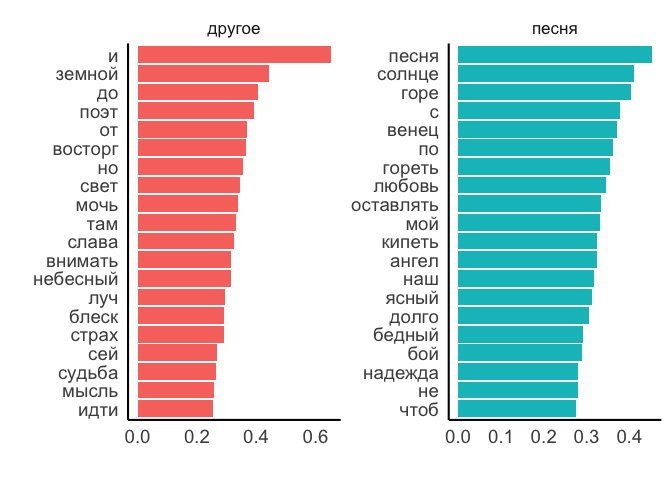 другое
и
земной
до
поэт
от
восторг
но
свет
мочь
там
слава
внимать
небесный
луч
блеск
страх
сей
судьба
мысль
идти
0.0 0.2 0.4 0.6
песня
песня
солнце
горе
с
венец
по
гореть
любовь
оставлять
мой
кипеть
ангел
наш
ясный
долго
бедный
бой
надежда
не
чтоб
0.0 0.1 0.2 0.3 0.4